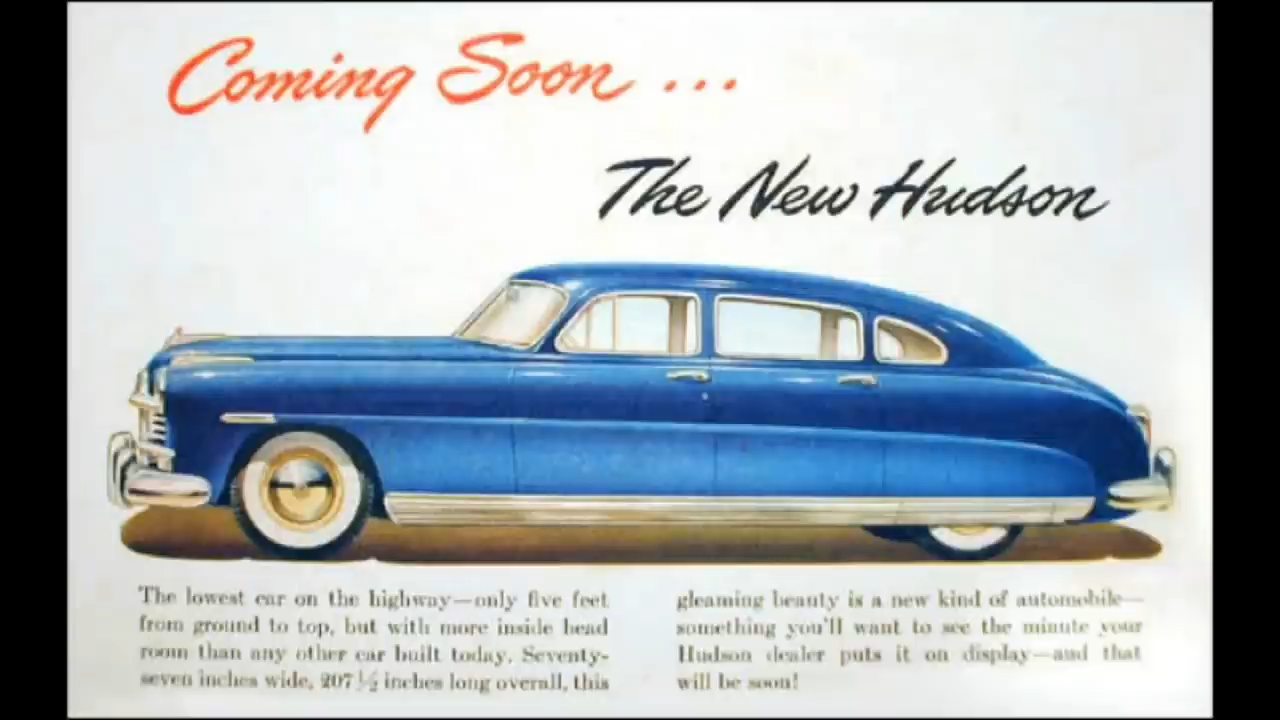 Coming Soon ...
The New Hudson
The lowest car on the highway—only five feet
from ground to top, but with more inside head
room than any other car built today. Seventy-
seven inches wide, 207 ½ inches long overall, this
gleaming beauty is a new kind of automobile—
something you'll want to see the minute your
Hudson dealer puts it on display—and that
will be soon!